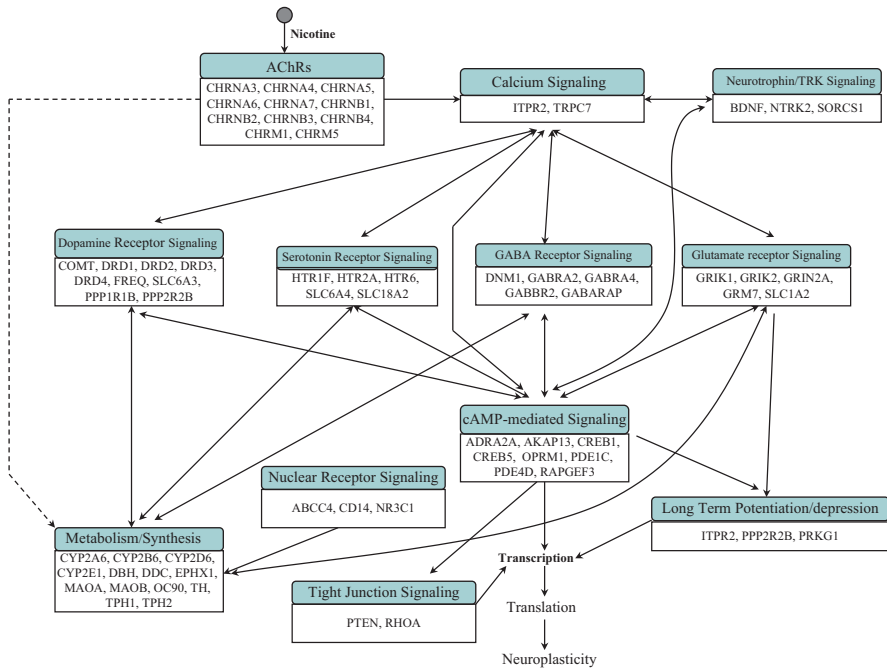 Nicotine
AChRs
CHRNA3, CHRNA4, CHRNA5,
CHRNA6, CHRNA7, CHRNB1,
CHRNB2, CHRNB3, CHRNB4,
CHRM1, CHRM5
Calcium Signaling
ITPR2, TRPC7
Neurotrophin/TRK Signaling
BDNF, NTRK2, SORCS1
Dopamine Receptor Signaling
COMT, DRD1, DRD2, DRD3,
DRD4, FREQ, SLC6A3,
PPP1R1B, PPP2R2B
Serotonin Receptor Signaling
HTR1F, HTR2A, HTR6,
SLC6A4, SLC18A2
GABA Receptor Signaling
DNM1, GABRA2, GABRA4,
GABBR2, GABARAP
Glutamate receptor Signaling
GRIK1, GRIK2, GRIN2A,
GRM7, SLC1A2
cAMP-mediated Signaling
ADRA2A, AKAP13, CREB1,
CREB5, OPRM1, PDE1C,
PDE4D, RAPGEF3
Nuclear Receptor Signaling
ABCC4, CD14, NR3C1
Long Term Potentiation/depression
ITPR2, PPP2R2B, PRKG1
Metabolism/Synthesis
CYP2A6, CYP2B6, CYP2D6,
CYP2E1, DBH, DDC, EPHX1,
MAOA, MAOB, OC90, TH,
TPH1, TPH2
Transcription
Tight Junction Signaling
PTEN, RHOA
Translation
Neuroplasticity